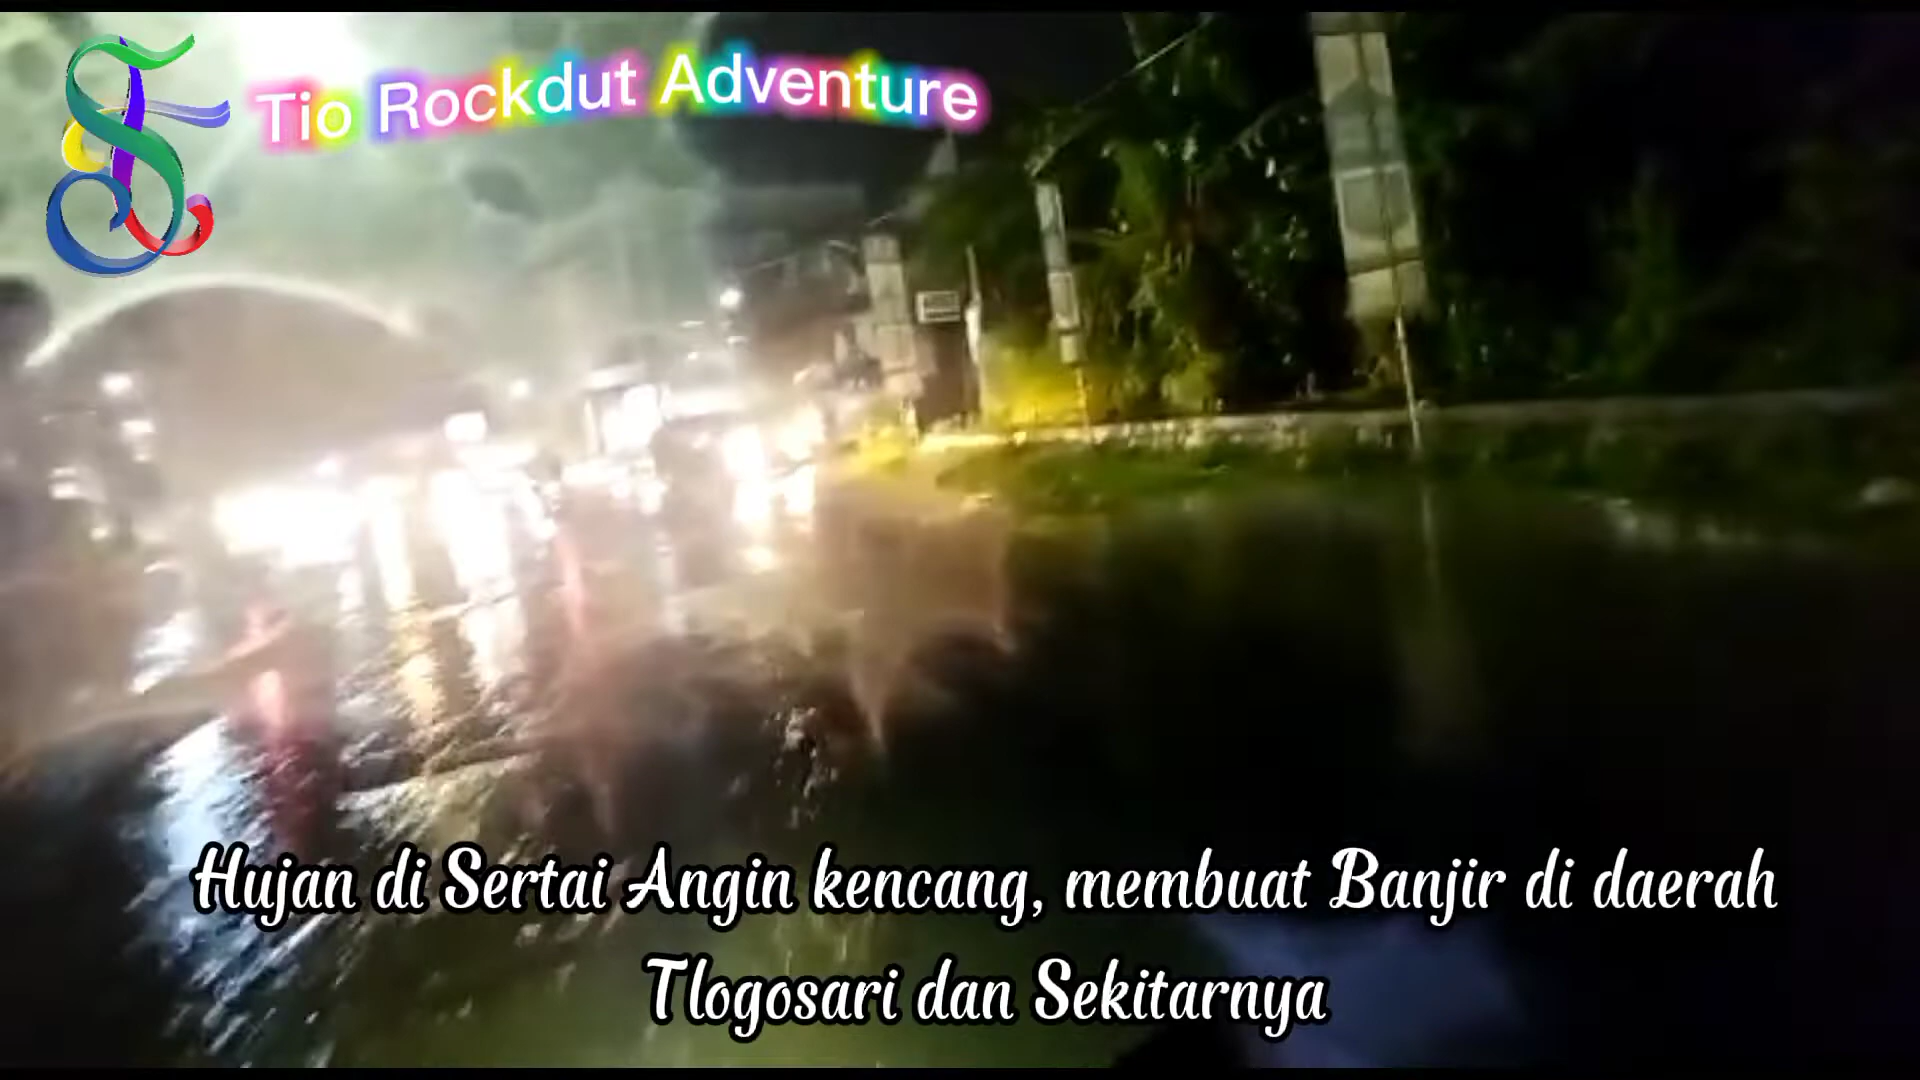 Tio Rockdut Adventure
Hujan di Sertai Angin kencang, membuat Banjir di daerah
Tlogosari dan Sekitarnya